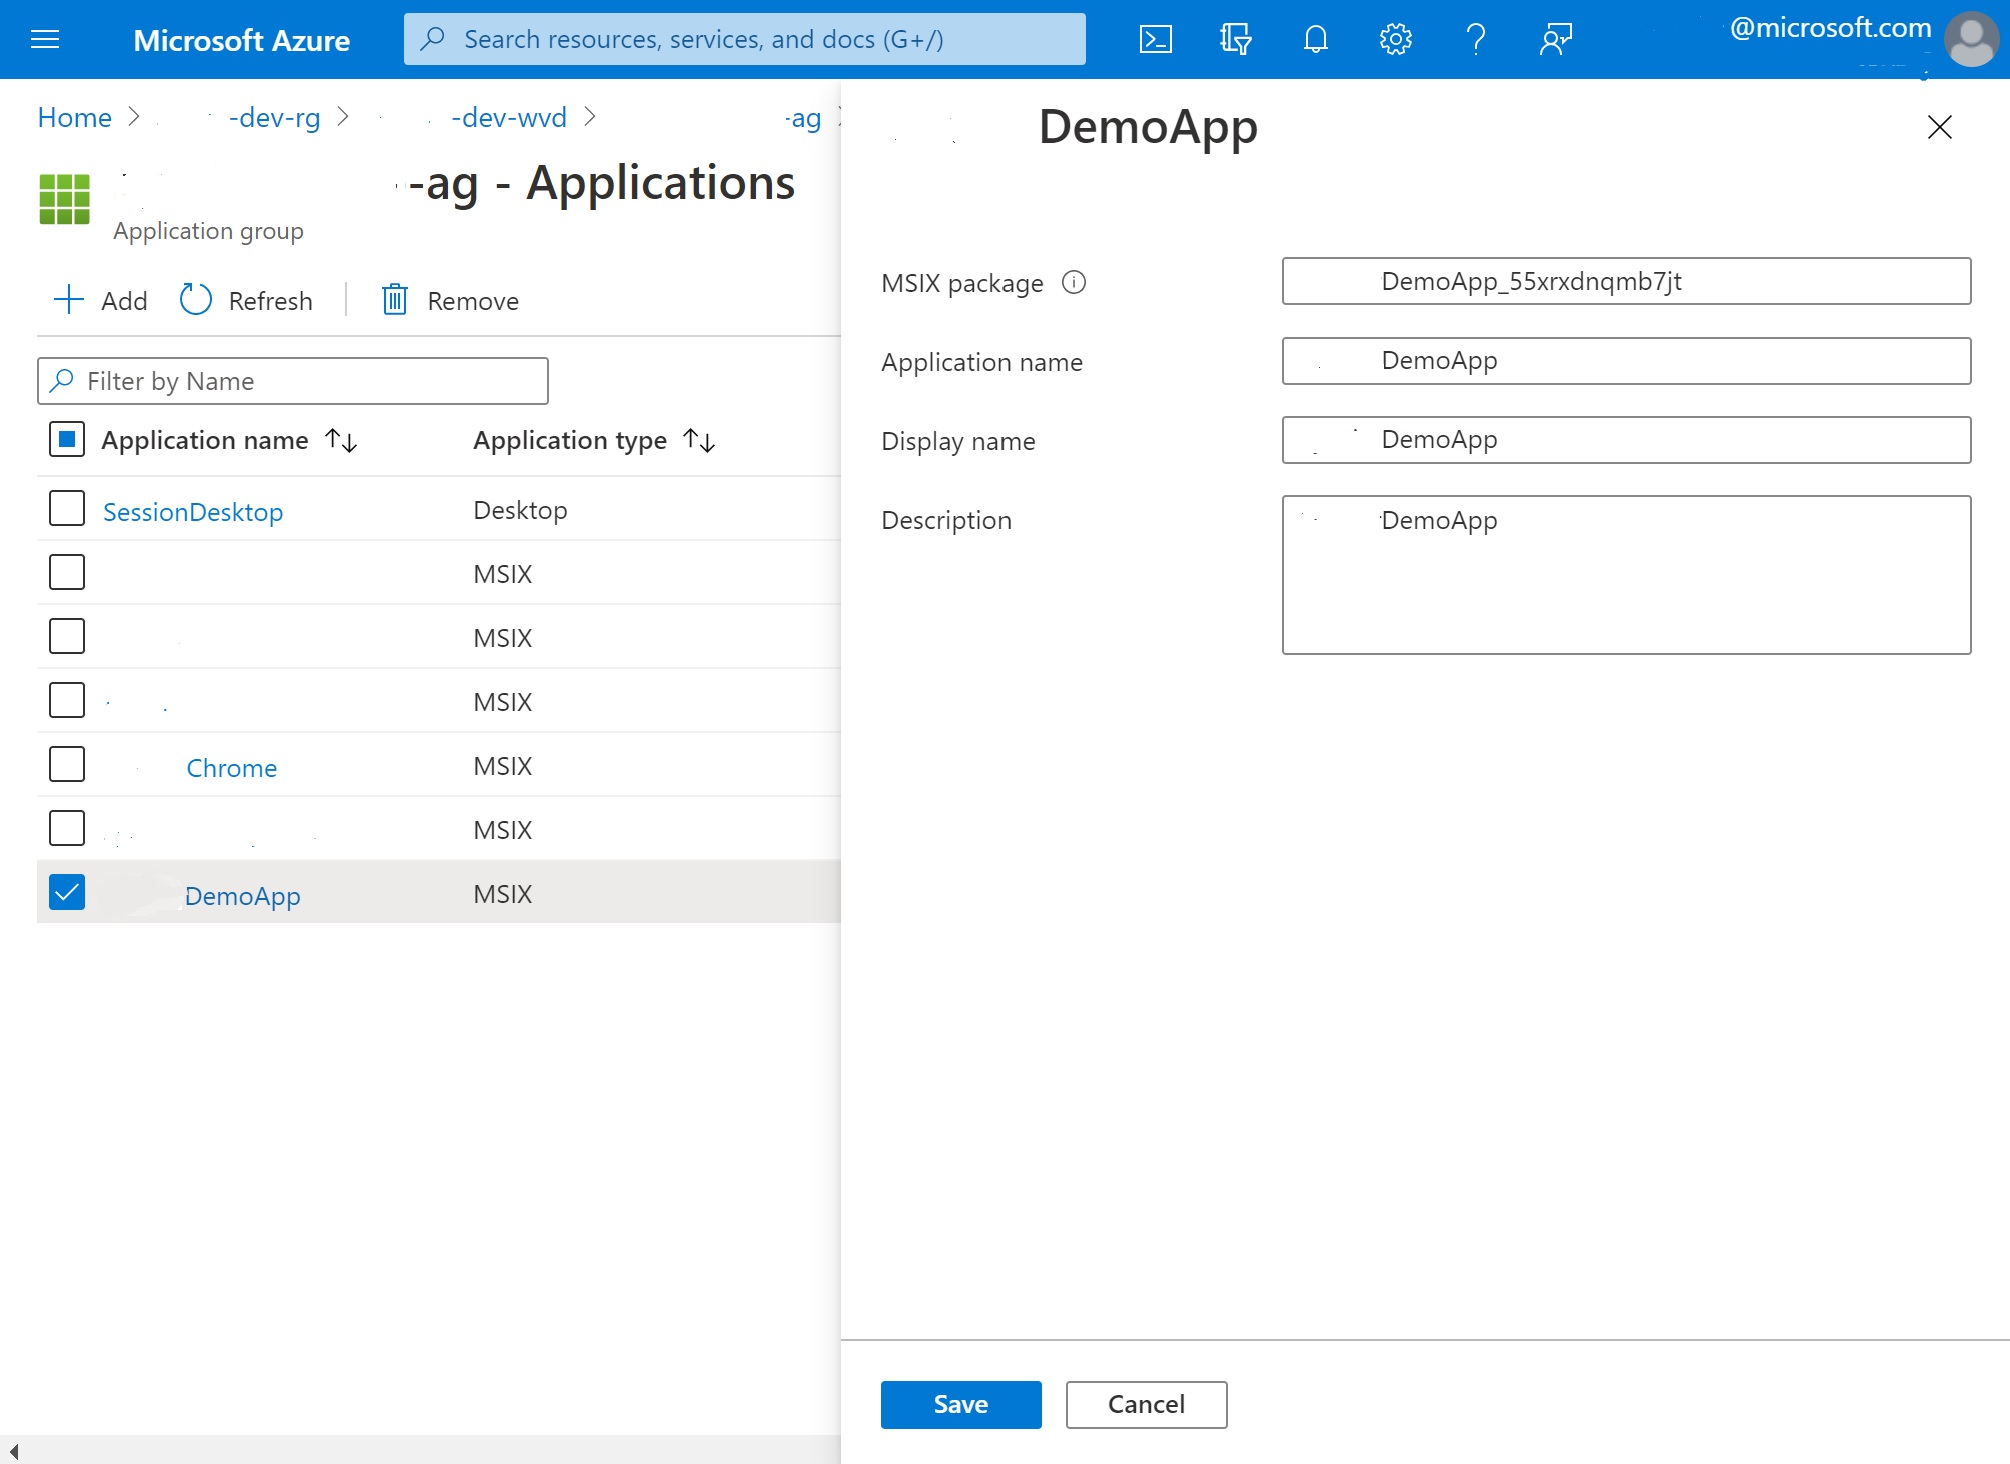 Microsoft Azure
Search resources, services, and docs (G+/)
@microsoft.com
Home > -dev-rg > -dev-wvd > -ag >
-ag - Applications
Application group
Add
Refresh
Remove
Filter by Name
Application name
Application type
SessionDesktop
Desktop
MSIX
MSIX
MSIX
Chrome
MSIX
MSIX
DemoApp
MSIX
DemoApp
MSIX package
DemoApp_55xrxdnqmb7jt
Application name
DemoApp
Display name
DemoApp
Description
DemoApp
Save
Cancel